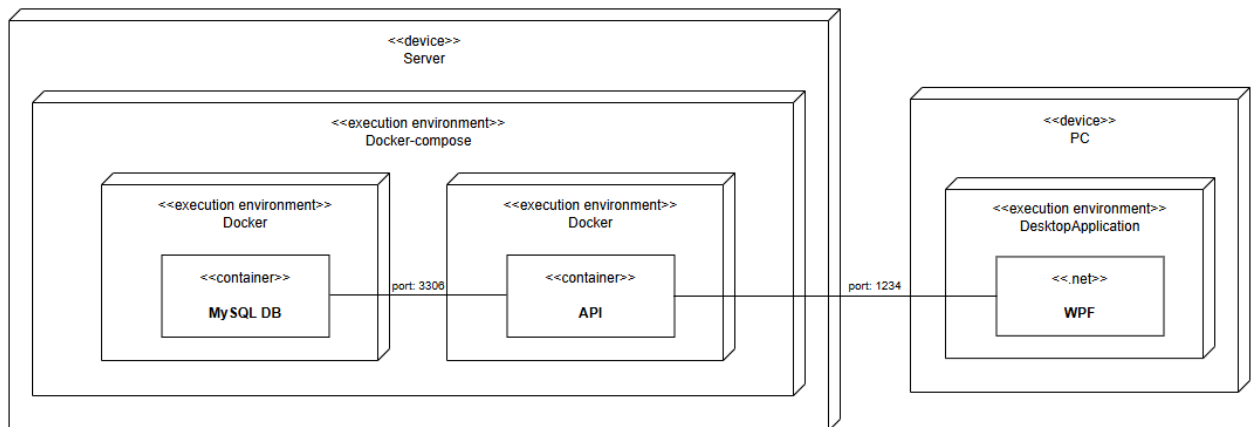 <<device>>
Server
<<execution environment>>
Docker-compose
<<execution environment>>
Docker
<<container>>
MySQL DB
port: 3306
<<execution environment>>
Docker
<<container>>
API
port: 1234
<<device>>
PC
<<execution environment>>
DesktopApplication
<<.net>>
WPF